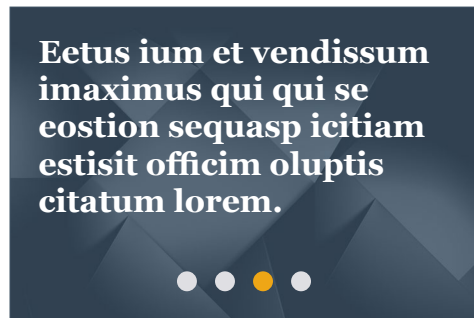 Eetus ium et vendissum
imaximus qui qui se
eostion sequasp icitiam
estisit officim oluptis
citatum lorem.